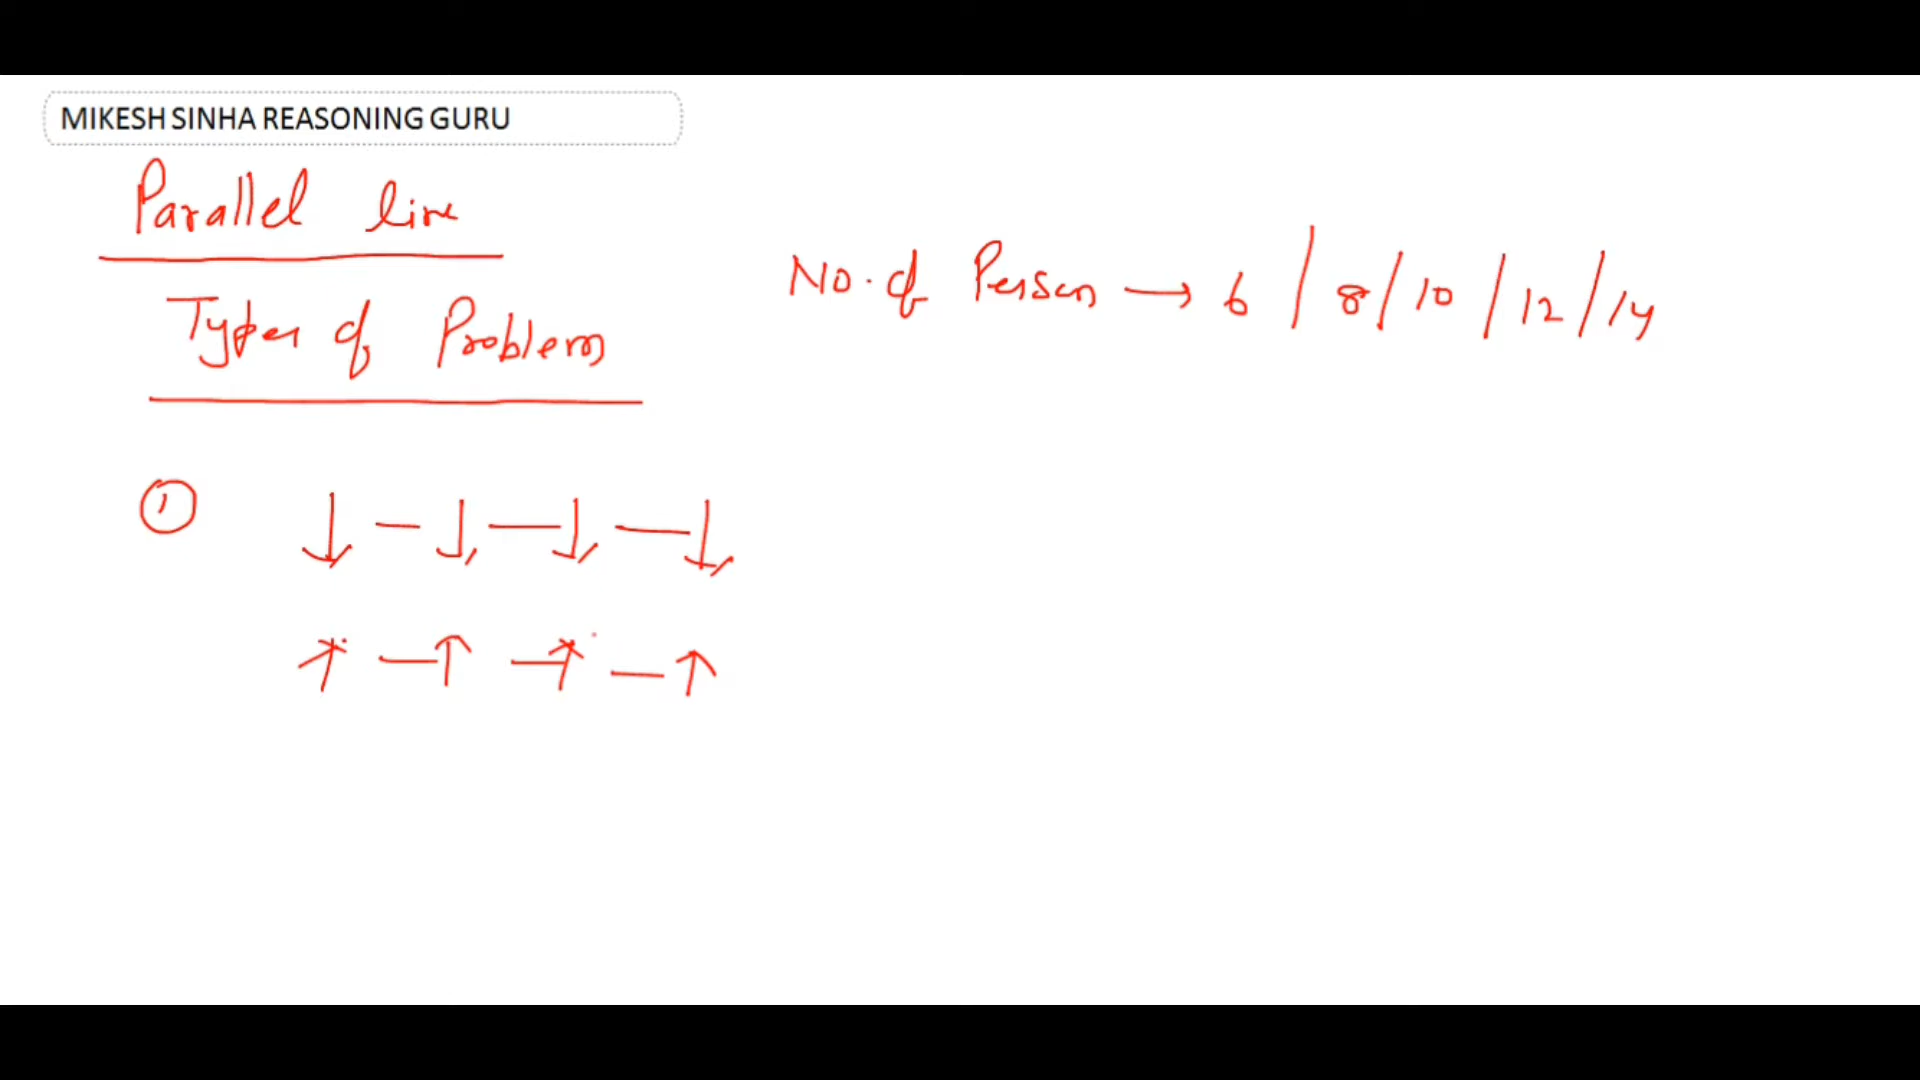 MIKESH SINHA REASONING GURU
Parallel line
Types of Problem
No. of Person → 6 / 8 / 10 / 12 / 14
①